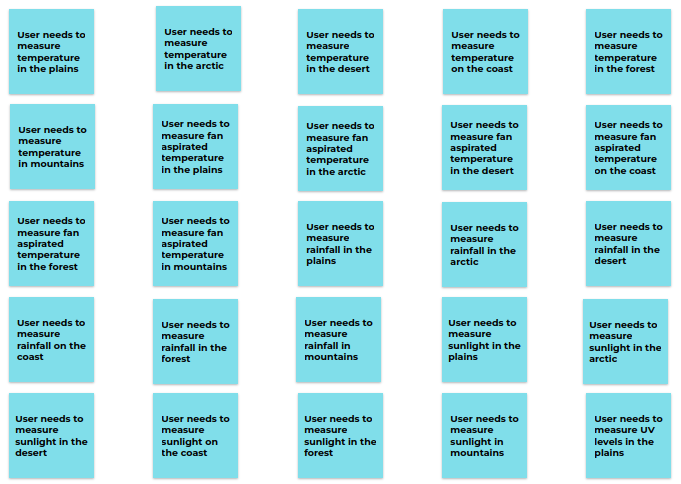 User needs to
measure
temperature
in the plains
User needs to
measure
temperature
in the arctic
User needs to
measure
temperature
in the desert
User needs to
measure
temperature
on the coast
User needs to
measure
temperature
in the forest
User needs to
measure
temperature
in mountains
User needs to
measure fan
aspirated
temperature
in the plains
User needs to
measure fan
aspirated
temperature
in the arctic
User needs to
measure fan
aspirated
temperature
in the desert
User needs to
measure fan
aspirated
temperature
on the coast
User needs to
measure fan
aspirated
temperature
in the forest
User needs to
measure fan
aspirated
temperature
in mountains
User needs to
measure
rainfall in the
plains
User needs to
measure
rainfall in the
arctic
User needs to
measure
rainfall in the
desert
User needs to
measure
rainfall on the
coast
User needs to
measure
rainfall in the
forest
User needs to
measure
rainfall in
mountains
User needs to
measure
sunlight in the
plains
User needs to
measure
sunlight in the
arctic
User needs to
measure
sunlight in the
desert
User needs to
measure
sunlight on
the coast
User needs to
measure
sunlight in the
forest
User needs to
measure
sunlight in
mountains
User needs to
measure UV
levels in the
plains